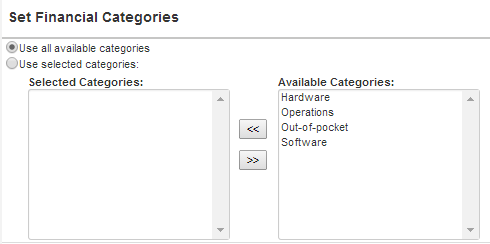 Set Financial Categories
Use all available categories
Use selected categories:
Selected Categories:
Available Categories:
Hardware
Operations
Out-of-pocket
Software
<<
>>